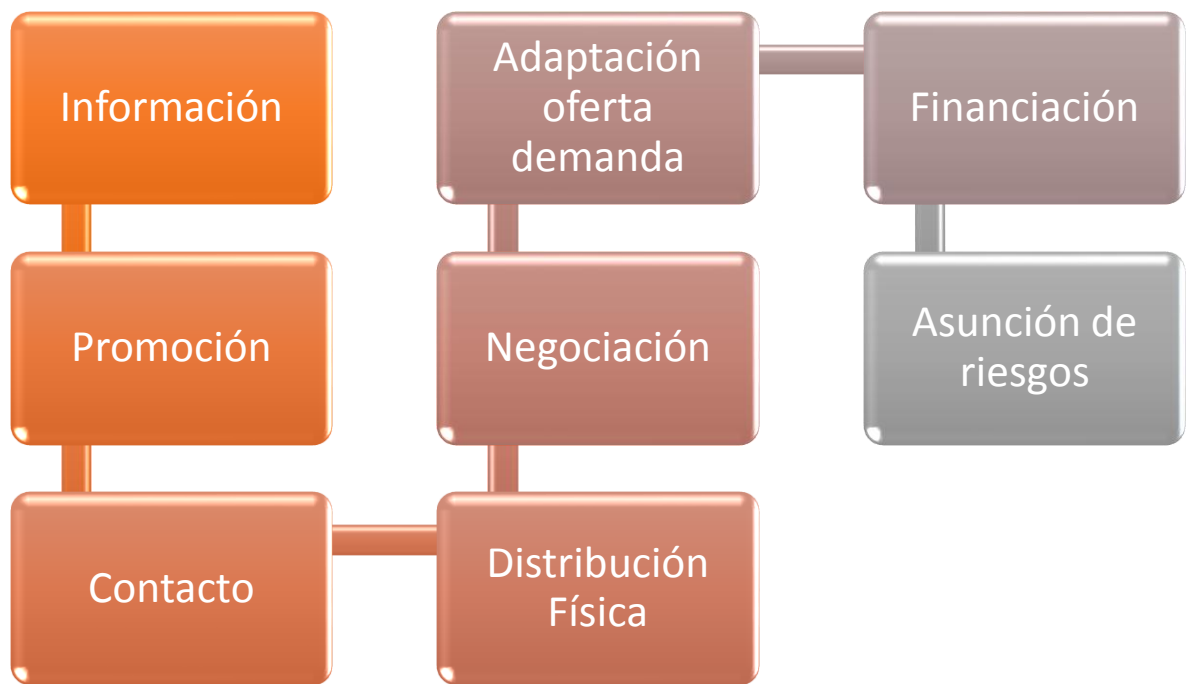 Información
Promoción
Contacto
Distribución
Física
Negociación
Adaptación
oferta
demanda
Financiación
Asunción de
riesgos